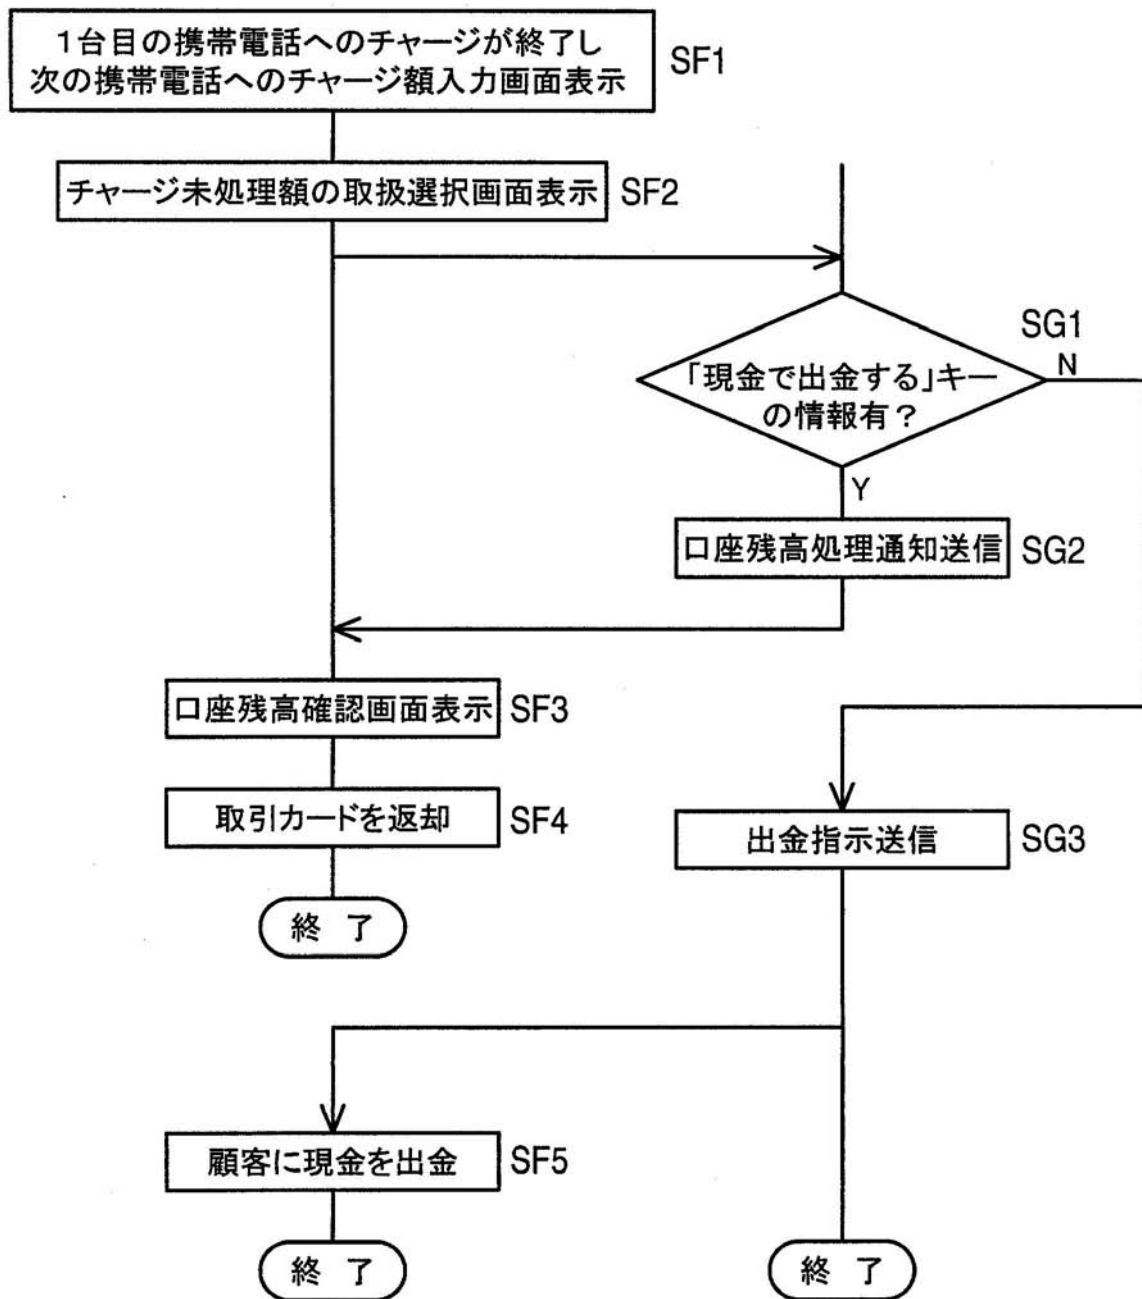 1台目の携帯電話へのチャージが終了し
次の携帯電話へのチャージ額入力画面表示
SF1
チャージ未処理額の取扱選択画面表示
SF2
SG1
N
「現金で出金する」キー
の情報有？
Y
口座残高処理通知送信
SG2
口座残高確認画面表示
SF3
取引カードを返却
SF4
出金指示送信
SG3
終了
顧客に現金を出金
SF5
終了
終了